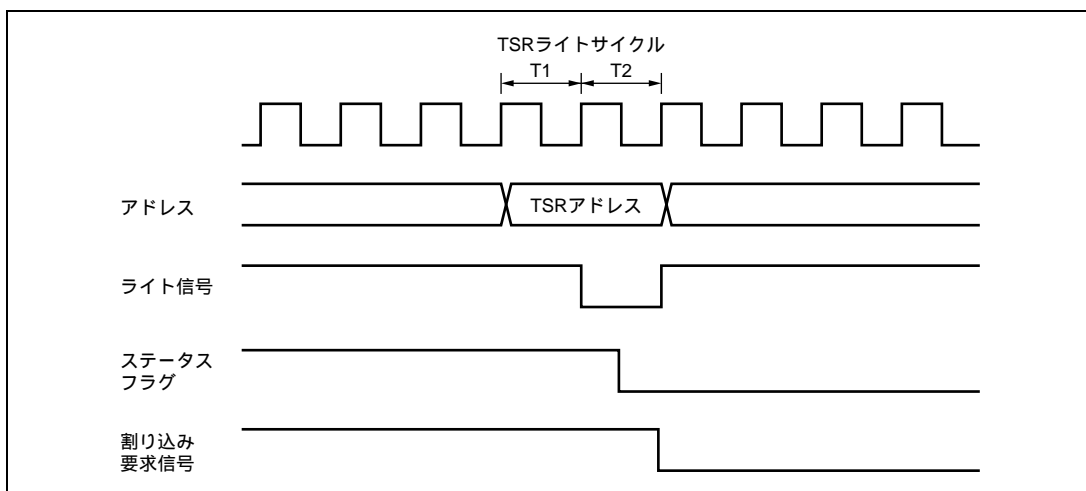 TSRライトサイクル
T1
T2
アドレス
TSRアドレス
ライト信号
ステータス
フラグ
割り込み
要求信号